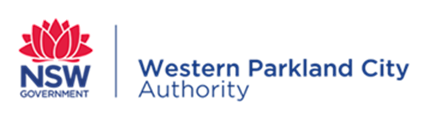 NSW
GOVERNMENT
Western Parkland City
Authority